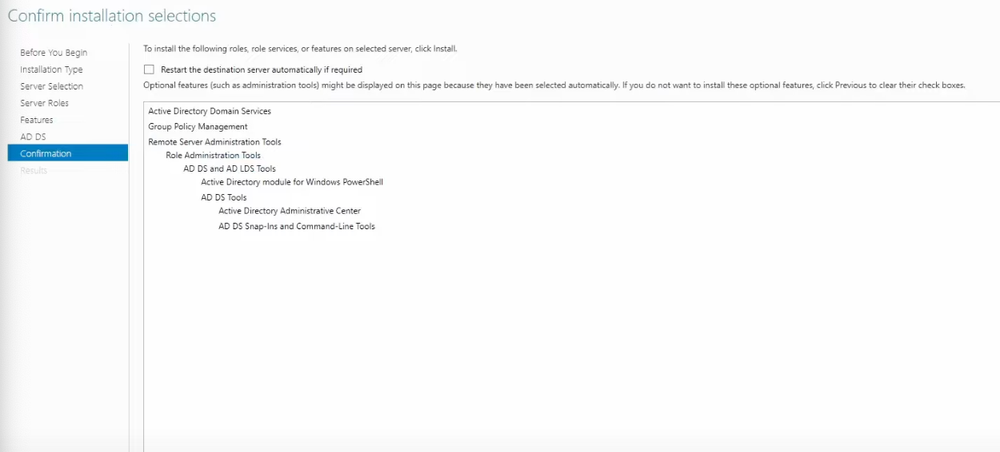 Confirm installation selections
Before You Begin
Installation Type
Server Selection
Server Roles
Features
AD DS
Confirmation
Results
To install the following roles, role services, or features on selected server, click Install.
Restart the destination server automatically if required
Optional features (such as administration tools) might be displayed on this page because they have been selected automatically. If you do not want to install these optional features, click Previous to clear their check boxes.
Active Directory Domain Services
Group Policy Management
Remote Server Administration Tools
Role Administration Tools
AD DS and AD LDS Tools
Active Directory module for Windows PowerShell
AD DS Tools
Active Directory Administrative Center
AD DS Snap-Ins and Command-Line Tools